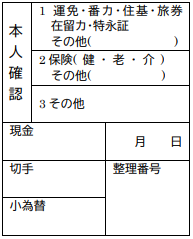 本人確認
1 運免・番カ・住基・旅券
在留カ・特永証
その他(　　　　　　　)
2 保険( 健 ・ 老 ・ 介 )
その他(　　　　　　)
3 その他
現金
月　日
切手
整理番号
小為替